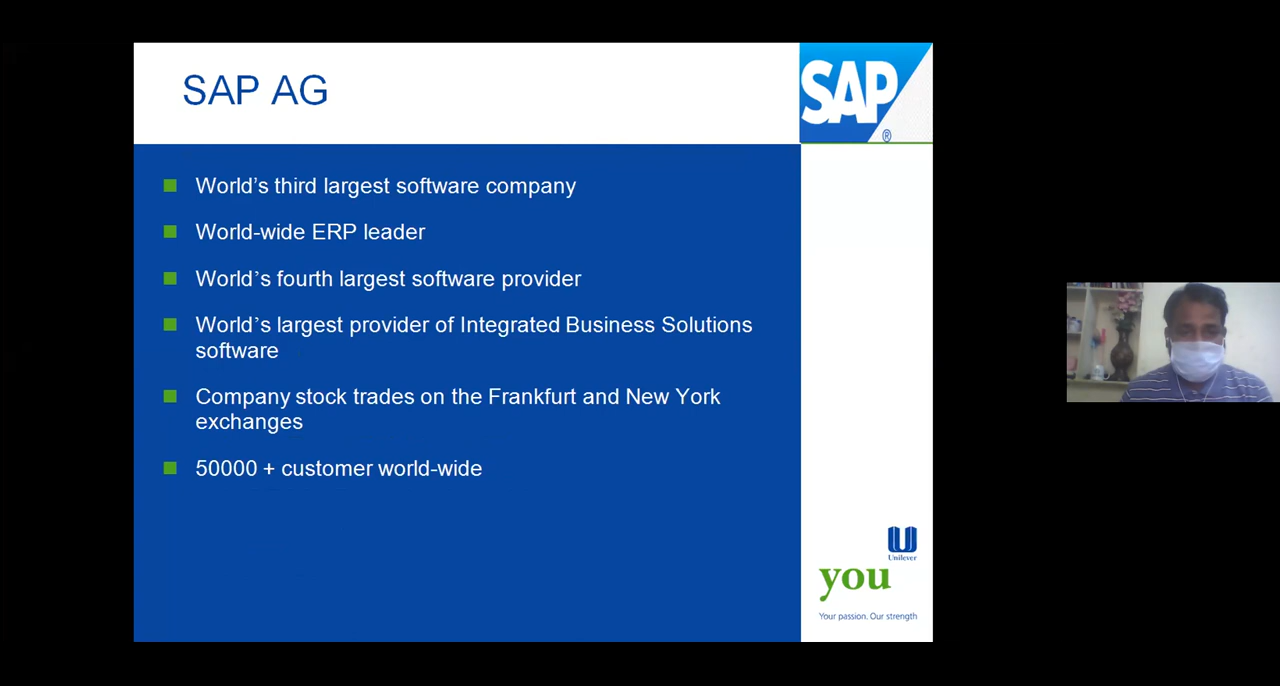 SAP AG
SAP
®
World’s third largest software company
World-wide ERP leader
World’s fourth largest software provider
World’s largest provider of Integrated Business Solutions
software
Company stock trades on the Frankfurt and New York
exchanges
50000 + customer world-wide
Unilever
you
Your passion. Our strength